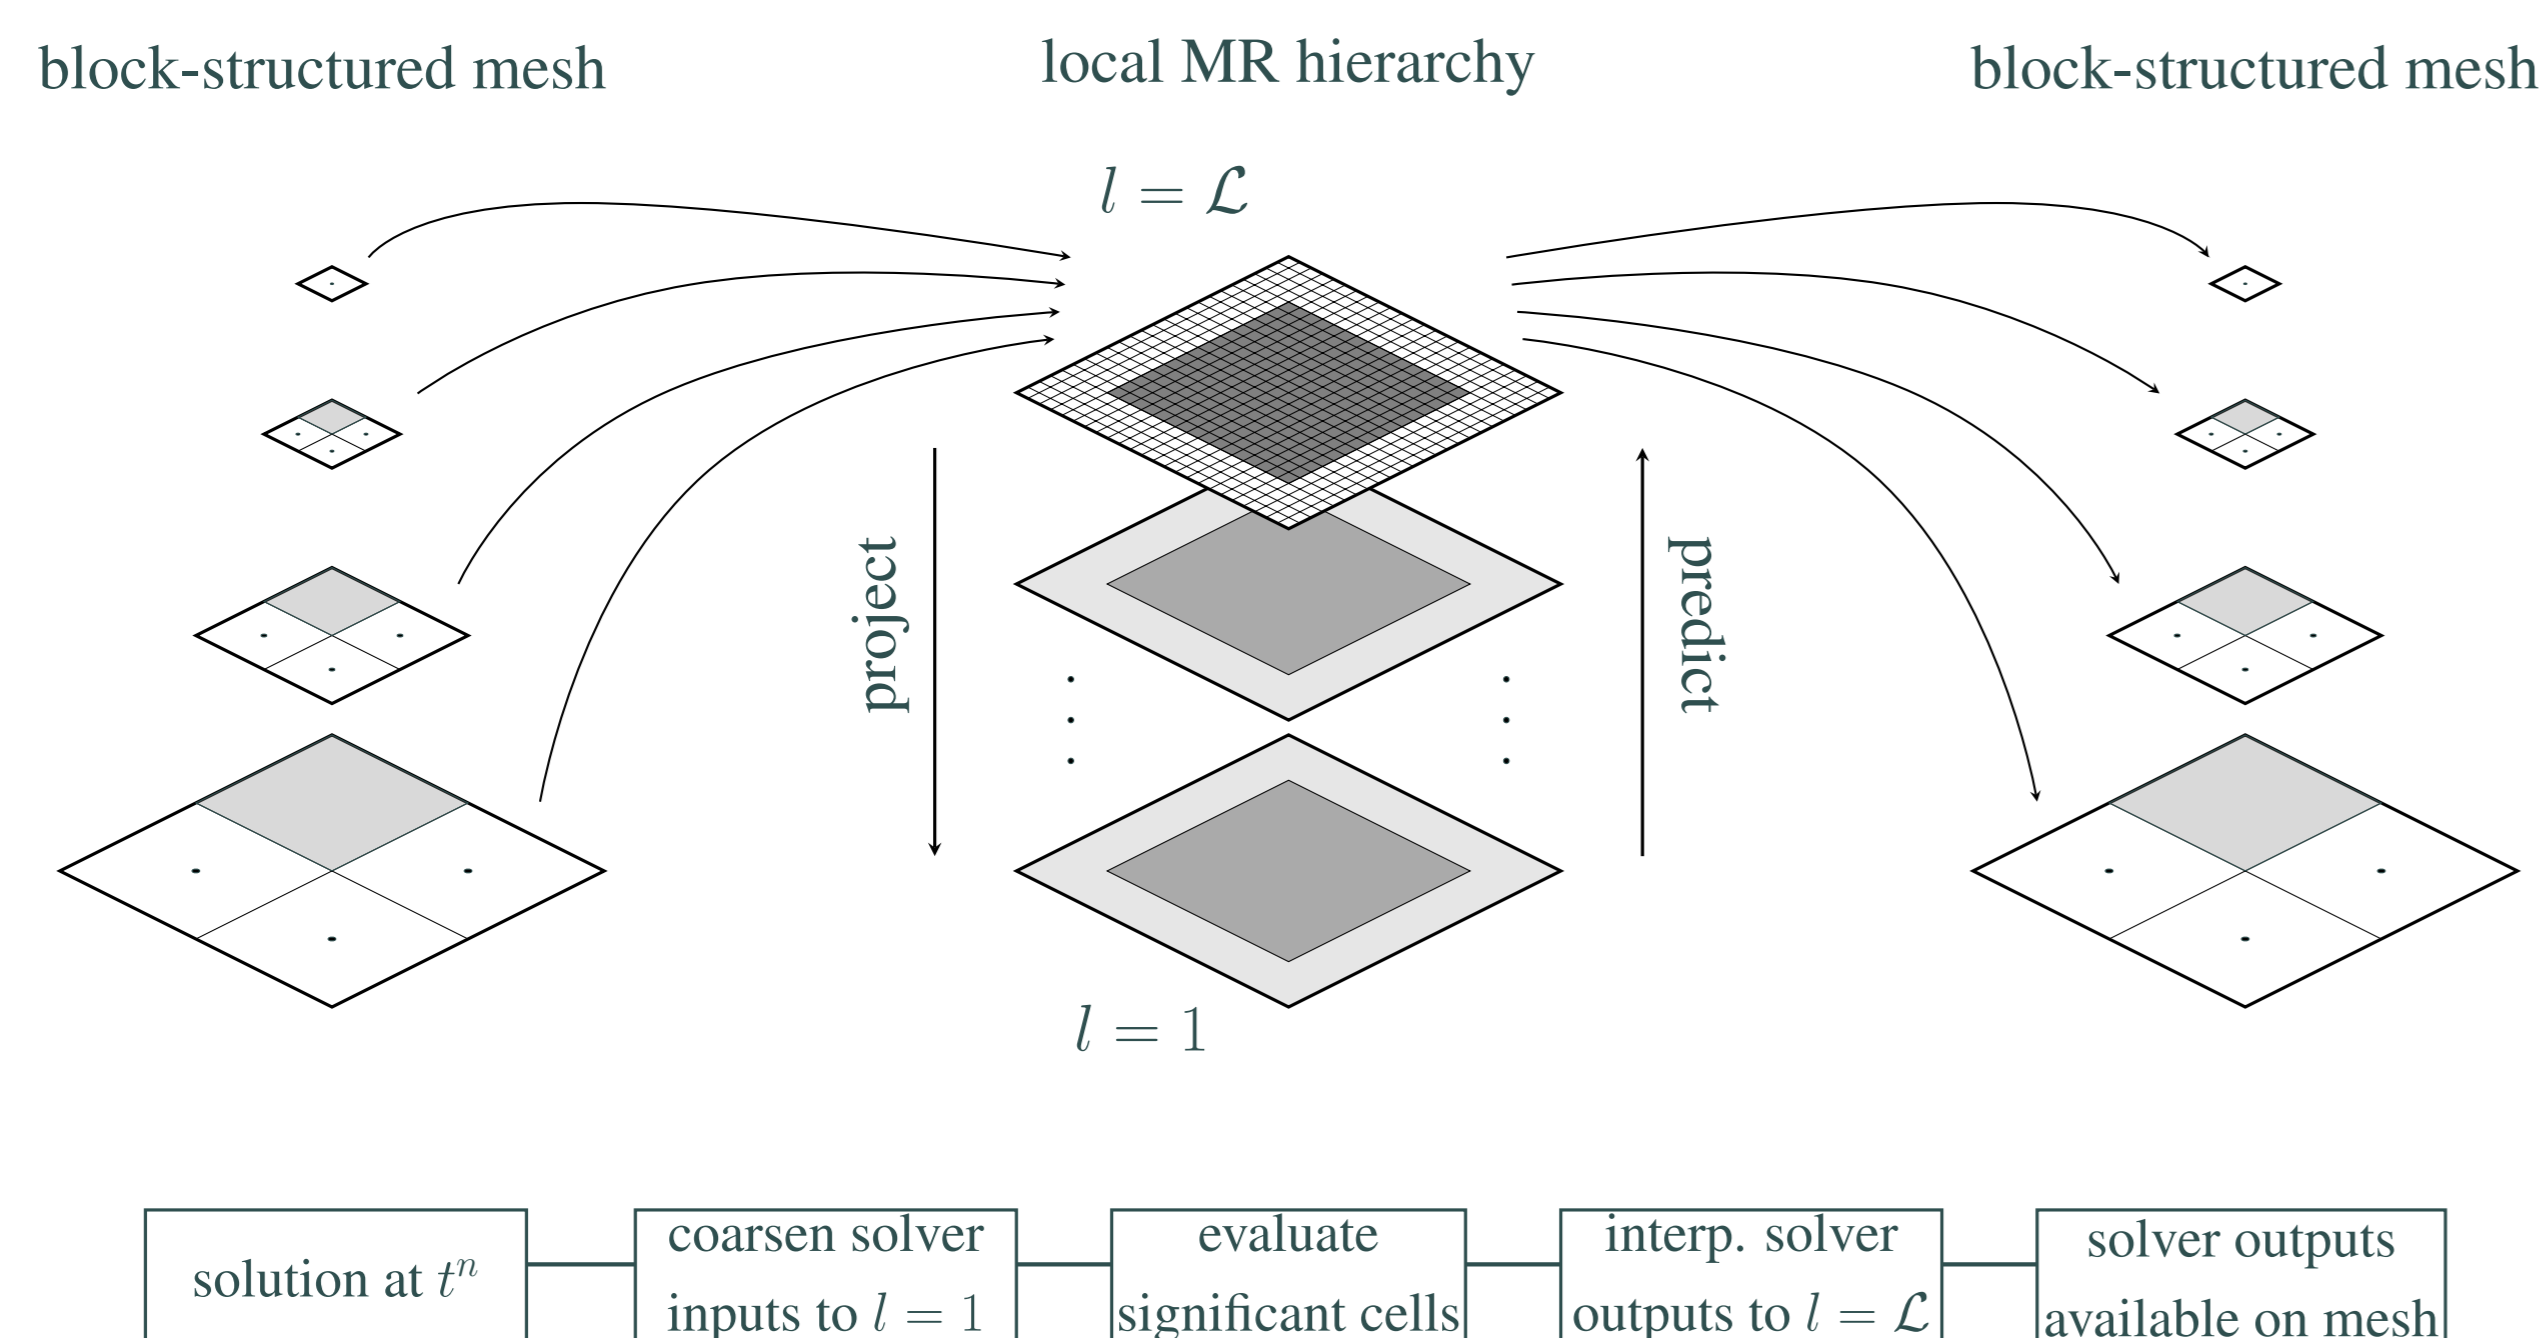 block-structured mesh
local MR hierarchy
block-structured mesh
l = ℒ
project
predict
l = 1
solution at tⁿ
coarsen solver
inputs to l = 1
evaluate
significant cells
interp. solver
outputs to l = ℒ
solver outputs
available on mesh